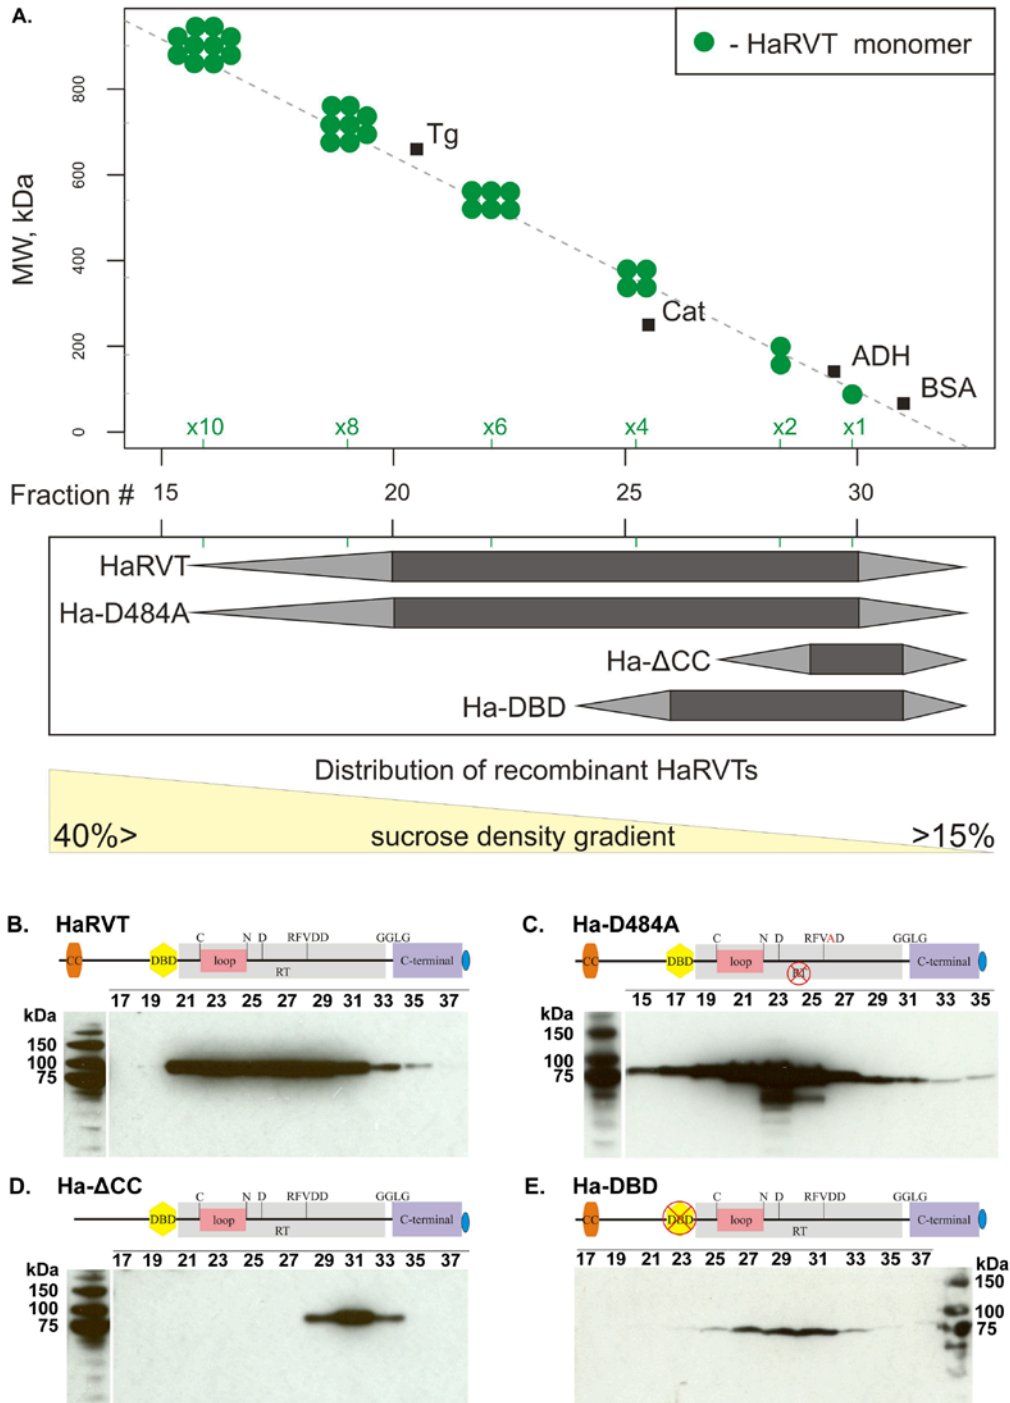 A.
- HaRVT monomer
MW, kDa
800
600
400
200
0
Tg
Cat
ADH
BSA
x10 x8 x6 x4 x2 x1
Fraction # 15 20 25 30
HaRVT
Ha-D484A
Ha-ΔCC
Ha-DBD
Distribution of recombinant HaRVTs
40%> sucrose density gradient >15%
B. HaRVT
C N D RFVDD GGLG
CC DBD loop RT C-terminal
17 19 21 23 25 27 29 31 33 35 37
kDa
150
100
75
C. Ha-D484A
C N D RFVAD GGLG
CC DBD loop RT C-terminal
15 17 19 21 23 25 27 29 31 33 35
kDa
150
100
75
D. Ha-ΔCC
C N D RFVDD GGLG
DBD loop RT C-terminal
17 19 21 23 25 27 29 31 33 35 37
kDa
150
100
75
E. Ha-DBD
C N D RFVDD GGLG
CC DBD loop RT C-terminal
17 19 21 23 25 27 29 31 33 35 37
kDa
150
100
75